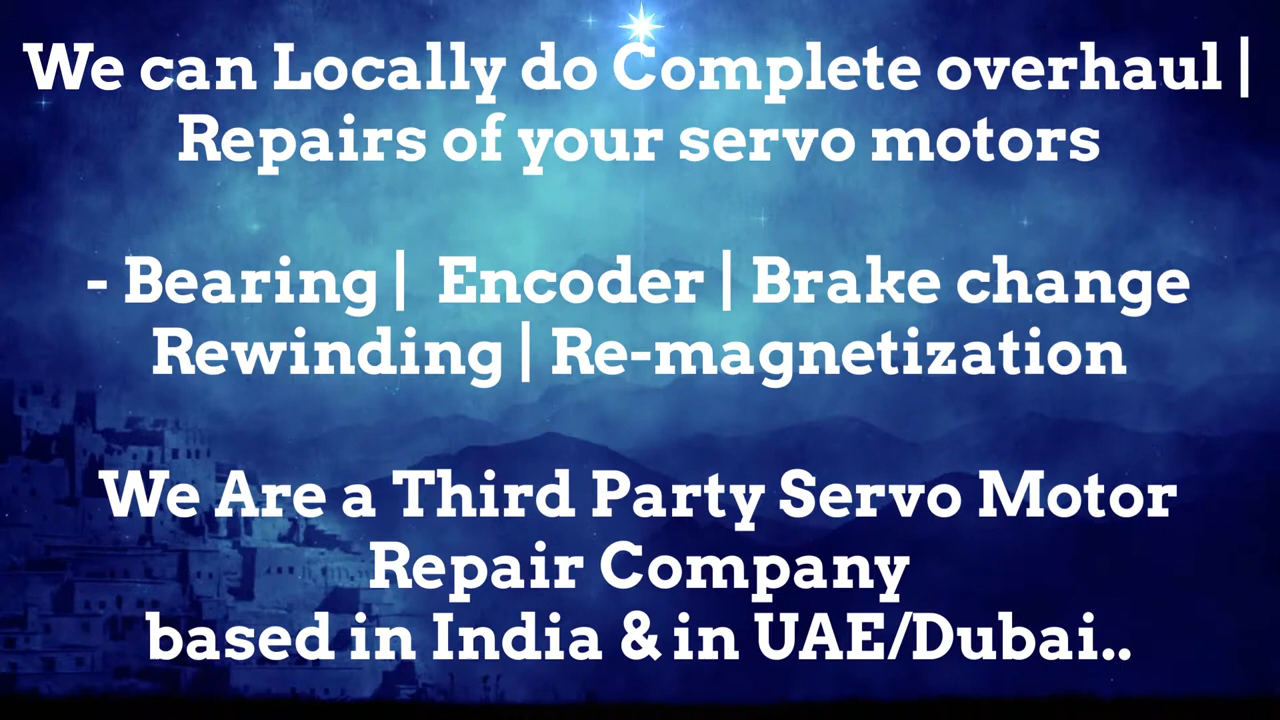 We can Locally do Complete overhaul |
Repairs of your servo motors
- Bearing | Encoder | Brake change
Rewinding | Re-magnetization
We Are a Third Party Servo Motor
Repair Company
based in India & in UAE/Dubai..